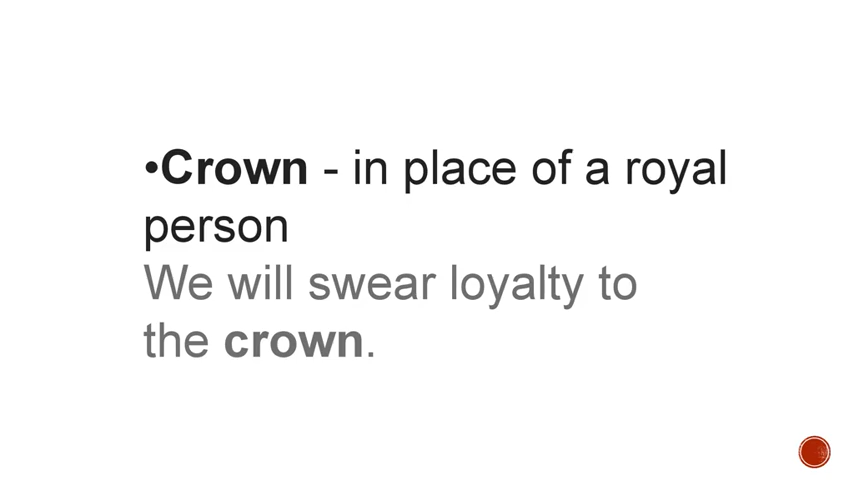 •Crown - in place of a royal
person
We will swear loyalty to
the crown.